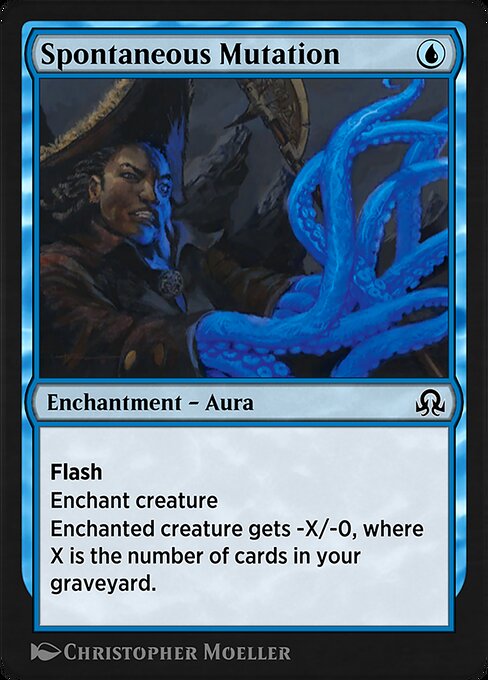 Spontaneous Mutation
Enchantment – Aura
Flash
Enchant creature
Enchanted creature gets -X/-0, where
X is the number of cards in your
graveyard.
Christopher Moeller